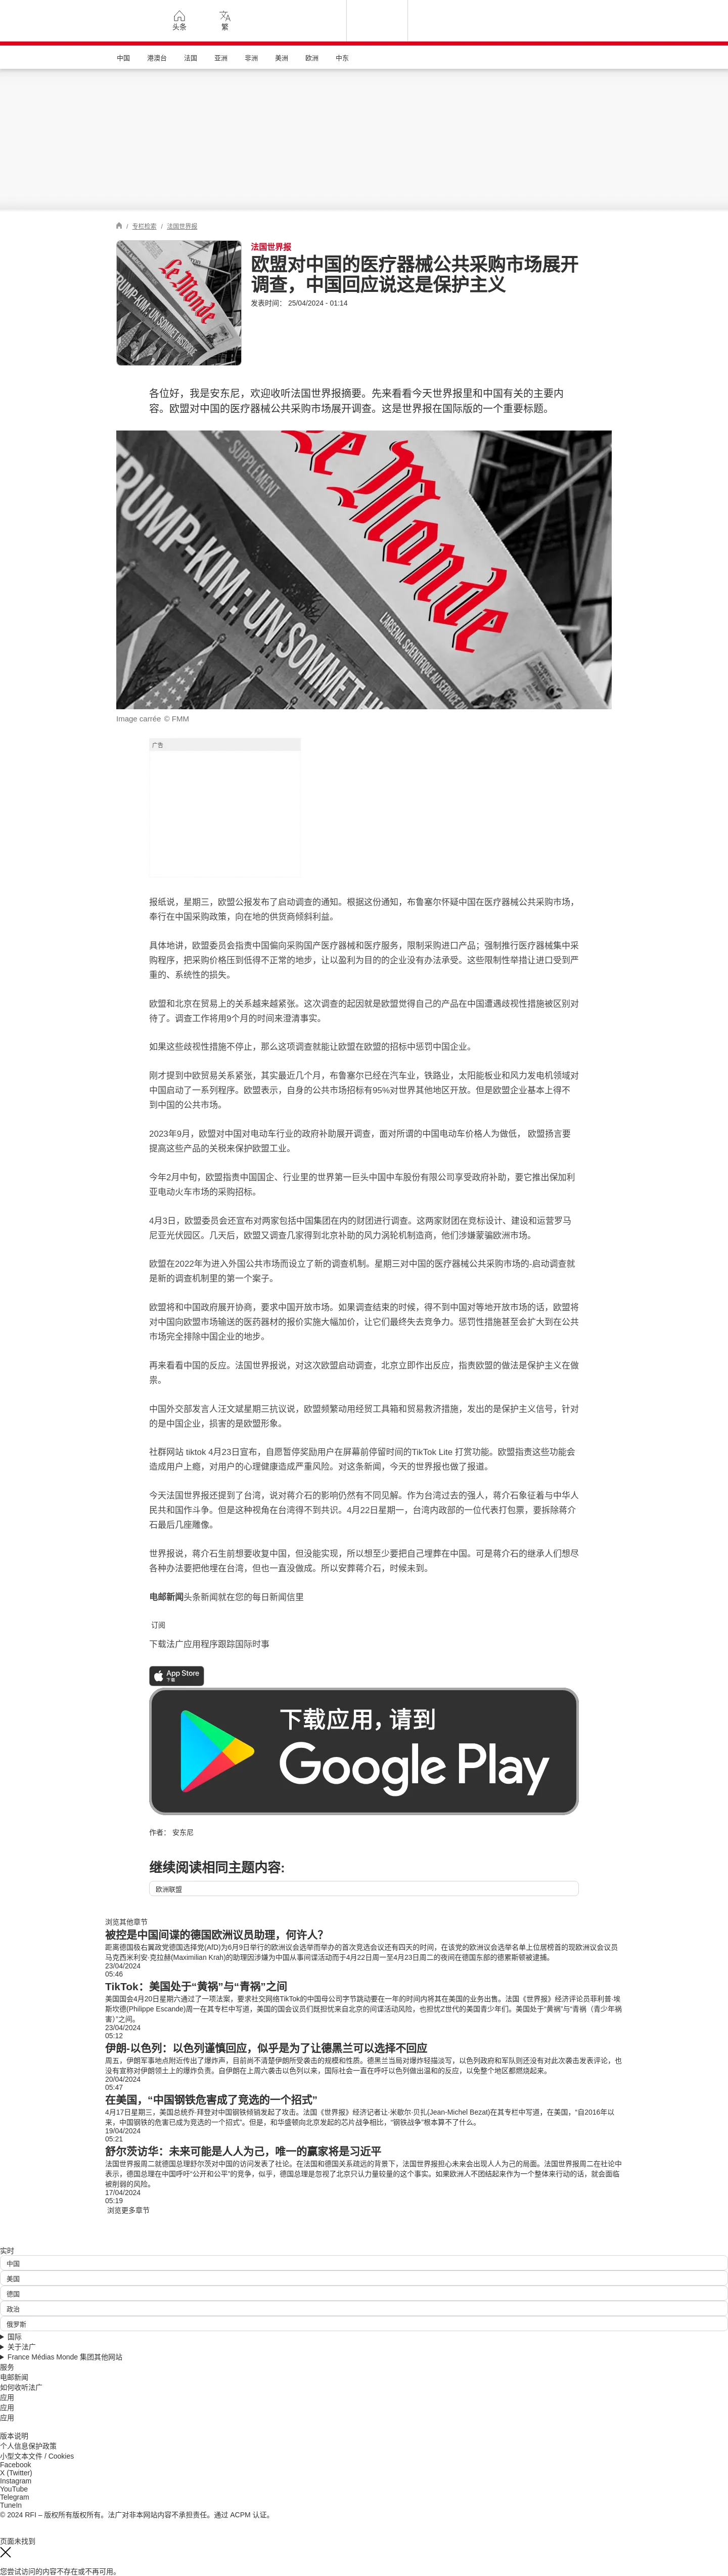 头条
繁
中国 港澳台 法国 亚洲 非洲 美洲 欧洲 中东
/ 专栏检索 / 法国世界报
法国世界报
欧盟对中国的医疗器械公共采购市场展开
调查，中国回应说这是保护主义
发表时间： 25/04/2024 - 01:14
Le Monde
TRUMP-KIM: UN SOMMET HISTORIQUE
各位好，我是安东尼，欢迎收听法国世界报摘要。先来看看今天世界报里和中国有关的主要内
容。欧盟对中国的医疗器械公共采购市场展开调查。这是世界报在国际版的一个重要标题。
SUPPLÉMENT
Le Monde
TRUMP-KIM: UN SOMMET
L'ARSENAL SCIENTIFIQUE AU SERVICE
Image carrée © FMM
广告
报纸说，星期三，欧盟公报发布了启动调查的通知。根据这份通知，布鲁塞尔怀疑中国在医疗器械公共采购市场，
奉行在中国采购政策，向在地的供货商倾斜利益。
具体地讲，欧盟委员会指责中国偏向采购国产医疗器械和医疗服务，限制采购进口产品；强制推行医疗器械集中采
购程序，把采购价格压到低得不正常的地步，让以盈利为目的的企业没有办法承受。这些限制性举措让进口受到严
重的、系统性的损失。
欧盟和北京在贸易上的关系越来越紧张。这次调查的起因就是欧盟觉得自己的产品在中国遭遇歧视性措施被区别对
待了。调查工作将用9个月的时间来澄清事实。
如果这些歧视性措施不停止，那么这项调查就能让欧盟在欧盟的招标中惩罚中国企业。
刚才提到中欧贸易关系紧张，其实最近几个月，布鲁塞尔已经在汽车业，铁路业，太阳能板业和风力发电机领域对
中国启动了一系列程序。欧盟表示，自身的公共市场招标有95%对世界其他地区开放。但是欧盟企业基本上得不
到中国的公共市场。
2023年9月，欧盟对中国对电动车行业的政府补助展开调查，面对所谓的中国电动车价格人为做低， 欧盟扬言要
提高这些产品的关税来保护欧盟工业。
今年2月中旬，欧盟指责中国国企、行业里的世界第一巨头中国中车股份有限公司享受政府补助，要它推出保加利
亚电动火车市场的采购招标。
4月3日，欧盟委员会还宣布对两家包括中国集团在内的财团进行调查。这两家财团在竞标设计、建设和运营罗马
尼亚光伏园区。几天后，欧盟又调查几家得到北京补助的风力涡轮机制造商，他们涉嫌蒙骗欧洲市场。
欧盟在2022年为进入外国公共市场而设立了新的调查机制。星期三对中国的医疗器械公共采购市场的-启动调查就
是新的调查机制里的第一个案子。
欧盟将和中国政府展开协商，要求中国开放市场。如果调查结束的时候，得不到中国对等地开放市场的话，欧盟将
对中国向欧盟市场输送的医药器材的报价实施大幅加价，让它们最终失去竞争力。惩罚性措施甚至会扩大到在公共
市场完全排除中国企业的地步。
再来看看中国的反应。法国世界报说，对这次欧盟启动调查，北京立即作出反应，指责欧盟的做法是保护主义在做
祟。
中国外交部发言人汪文斌星期三抗议说，欧盟频繁动用经贸工具箱和贸易救济措施，发出的是保护主义信号，针对
的是中国企业，损害的是欧盟形象。
社群网站 tiktok 4月23日宣布，自愿暂停奖励用户在屏幕前停留时间的TikTok Lite 打赏功能。欧盟指责这些功能会
造成用户上瘾，对用户的心理健康造成严重风险。对这条新闻，今天的世界报也做了报道。
今天法国世界报还提到了台湾，说对蒋介石的影响仍然有不同见解。作为台湾过去的强人，蒋介石象征着与中华人
民共和国作斗争。但是这种视角在台湾得不到共识。4月22日星期一，台湾内政部的一位代表打包票，要拆除蒋介
石最后几座雕像。
世界报说，蒋介石生前想要收复中国，但没能实现，所以想至少要把自己埋葬在中国。可是蒋介石的继承人们想尽
各种办法要把他埋在台湾，但也一直没做成。所以安葬蒋介石，时候未到。
电邮新闻头条新闻就在您的每日新闻信里
订阅
下载法广应用程序跟踪国际时事
App Store
下载
下载应用，请到
Google Play
作者： 安东尼
继续阅读相同主题内容:
欧洲联盟
浏览其他章节
被控是中国间谍的德国欧洲议员助理，何许人？
距离德国极右翼政党德国选择党(AfD)为6月9日举行的欧洲议会选举而举办的首次竞选会议还有四天的时间，在该党的欧洲议会选举名单上位居榜首的现欧洲议会议员
马克西米利安·克拉赫(Maximilian Krah)的助理因涉嫌为中国从事间谍活动而于4月22日周一至4月23日周二的夜间在德国东部的德累斯顿被逮捕。
23/04/2024
05:46
TikTok：美国处于“黄祸”与“青祸”之间
美国国会4月20日星期六通过了一项法案，要求社交网络TikTok的中国母公司字节跳动要在一年的时间内将其在美国的业务出售。法国《世界报》经济评论员菲利普·埃
斯坎德(Philippe Escande)周一在其专栏中写道，美国的国会议员们既担忧来自北京的间谍活动风险，也担忧Z世代的美国青少年们。美国处于“黄祸”与“青祸（青少年祸
害）”之间。
23/04/2024
05:12
伊朗-以色列：以色列谨慎回应，似乎是为了让德黑兰可以选择不回应
周五，伊朗军事地点附近传出了爆炸声，目前尚不清楚伊朗所受袭击的规模和性质。德黑兰当局对爆炸轻描淡写，以色列政府和军队则还没有对此次袭击发表评论，也
没有宣称对伊朗领土上的爆炸负责。自伊朗在上周六袭击以色列以来，国际社会一直在呼吁以色列做出温和的反应，以免整个地区都燃烧起来。
20/04/2024
05:47
在美国，“中国钢铁危害成了竞选的一个招式”
4月17日星期三，美国总统乔·拜登对中国钢铁倾销发起了攻击。法国《世界报》经济记者让·米歇尔·贝扎(Jean-Michel Bezat)在其专栏中写道，在美国，“自2016年以
来，中国钢铁的危害已成为竞选的一个招式”。但是，和华盛顿向北京发起的芯片战争相比，“钢铁战争”根本算不了什么。
19/04/2024
05:21
舒尔茨访华：未来可能是人人为己，唯一的赢家将是习近平
法国世界报周二就德国总理舒尔茨对中国的访问发表了社论。在法国和德国关系疏远的背景下，法国世界报担心未来会出现人人为己的局面。法国世界报周二在社论中
表示，德国总理在中国呼吁“公开和公平”的竞争，似乎，德国总理是忽视了北京只认力量较量的这个事实。如果欧洲人不团结起来作为一个整体来行动的话，就会面临
被削弱的风险。
17/04/2024
05:19
浏览更多章节
实时
中国
美国
德国
政治
俄罗斯
国际
关于法广
France Médias Monde 集团其他网站
服务
电邮新闻
如何收听法广
应用
应用
应用
版本说明
个人信息保护政策
小型文本文件 / Cookies
Facebook
X (Twitter)
Instagram
YouTube
Telegram
TuneIn
© 2024 RFI – 版权所有版权所有。法广对非本网站内容不承担责任。通过 ACPM 认证。
页面未找到
您尝试访问的内容不存在或不再可用。